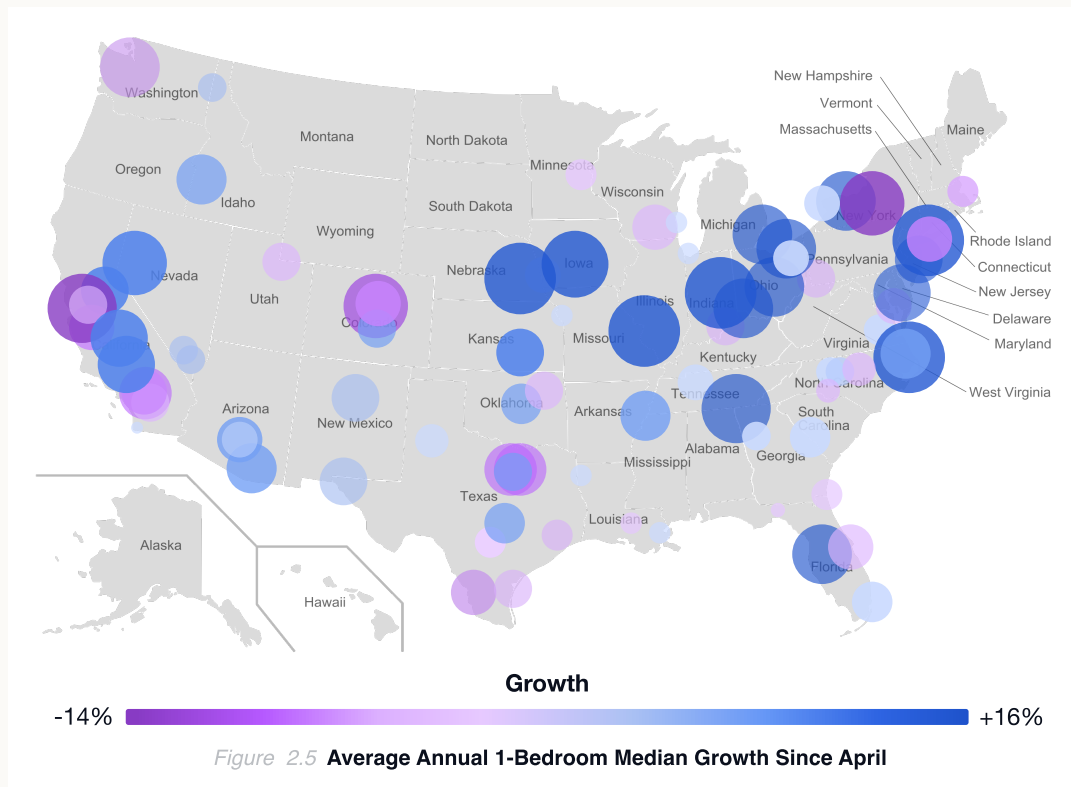 New Hampshire
Vermont
Massachusetts
Maine
Washington
Montana
North Dakota
Minnesota
Oregon
Idaho
South Dakota
Wisconsin
Michigan
New York
Wyoming
Rhode Island
Pennsylvania
Connecticut
Nevada
Nebraska
Iowa
New Jersey
Utah
Illinois
Indiana
Ohio
Delaware
Colorado
Kansas
Missouri
Maryland
Virginia
Kentucky
West Virginia
North Carolina
Tennessee
Oklahoma
Arkansas
Arizona
New Mexico
South
Carolina
Alabama
Georgia
Mississippi
Texas
Louisiana
Florida
Alaska
Hawaii
Growth
-14%
+16%
Figure 2.5 Average Annual 1-Bedroom Median Growth Since April